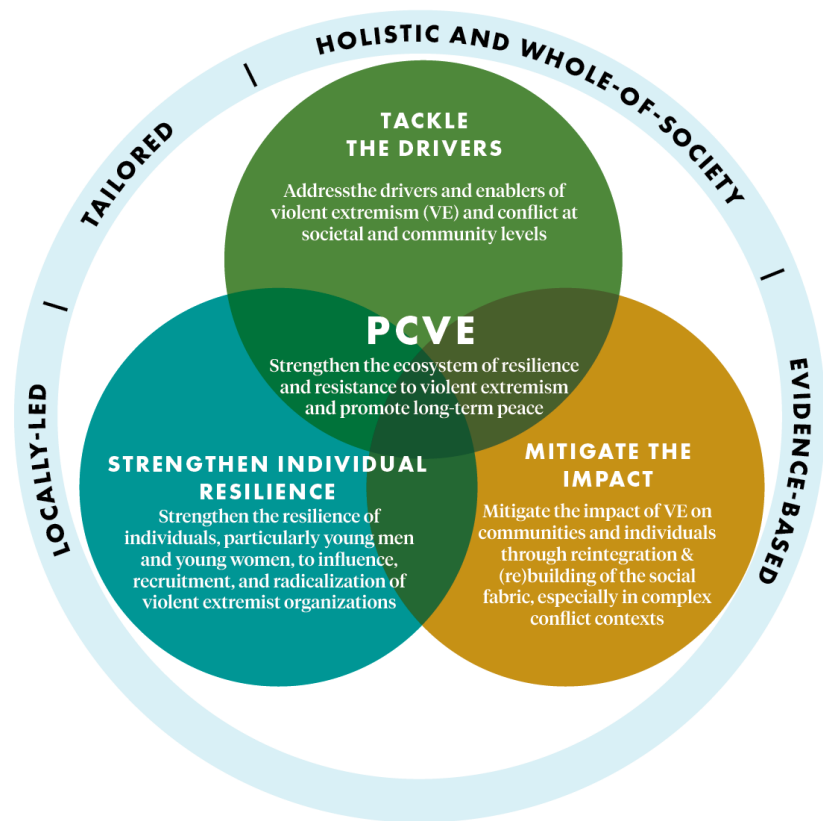 HOLISTIC AND WHOLE-OF-SOCIETY
|
TAILORED
|
LOCALLY-LED
|
EVIDENCE-BASED
TACKLE
THE DRIVERS
Addressthe drivers and enablers of
violent extremism (VE) and conflict at
societal and community levels
PCVE
Strengthen the ecosystem of resilience
and resistance to violent extremism
and promote long-term peace
STRENGTHEN INDIVIDUAL
RESILIENCE
Strengthen the resilience of
individuals, particularly young men
and young women, to influence,
recruitment, and radicalization of
violent extremist organizations
MITIGATE THE
IMPACT
Mitigate the impact of VE on
communities and individuals
through reintegration &
(re)building of the social
fabric, especially in complex
conflict contexts